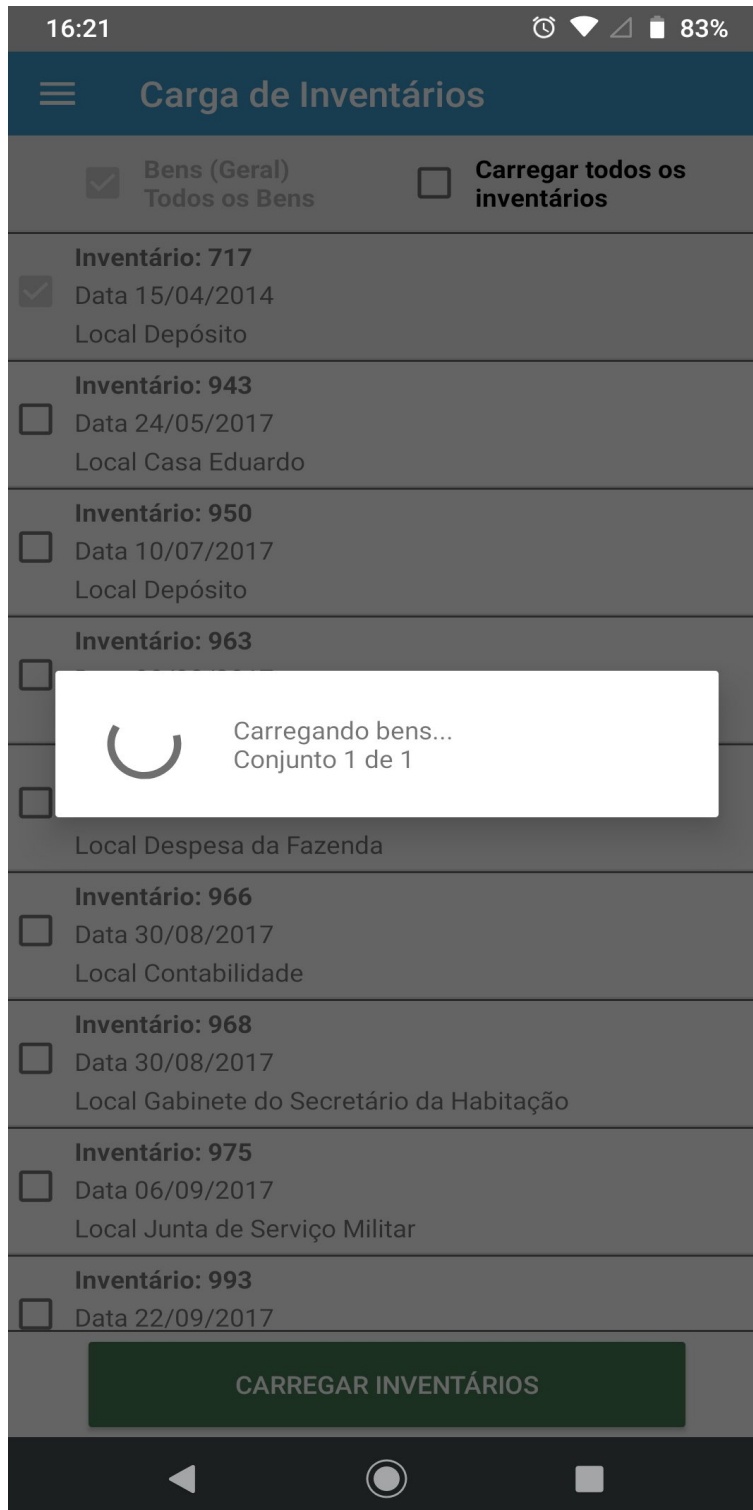 16:21
83%
Carga de Inventários
Bens (Geral)
Todos os Bens
Carregar todos os
inventários
Inventário: 717
Data 15/04/2014
Local Depósito
Inventário: 943
Data 24/05/2017
Local Casa Eduardo
Inventário: 950
Data 10/07/2017
Local Depósito
Inventário: 963
Carregando bens...
Conjunto 1 de 1
Local Despesa da Fazenda
Inventário: 966
Data 30/08/2017
Local Contabilidade
Inventário: 968
Data 30/08/2017
Local Gabinete do Secretário da Habitação
Inventário: 975
Data 06/09/2017
Local Junta de Serviço Militar
Inventário: 993
Data 22/09/2017
CARREGAR INVENTÁRIOS